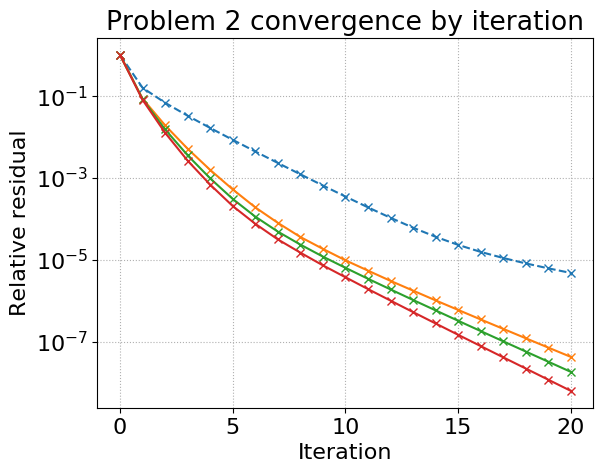 Problem 2 convergence by iteration
Relative residual
10⁻¹
10⁻³
10⁻⁵
10⁻⁷
0 5 10 15 20
Iteration